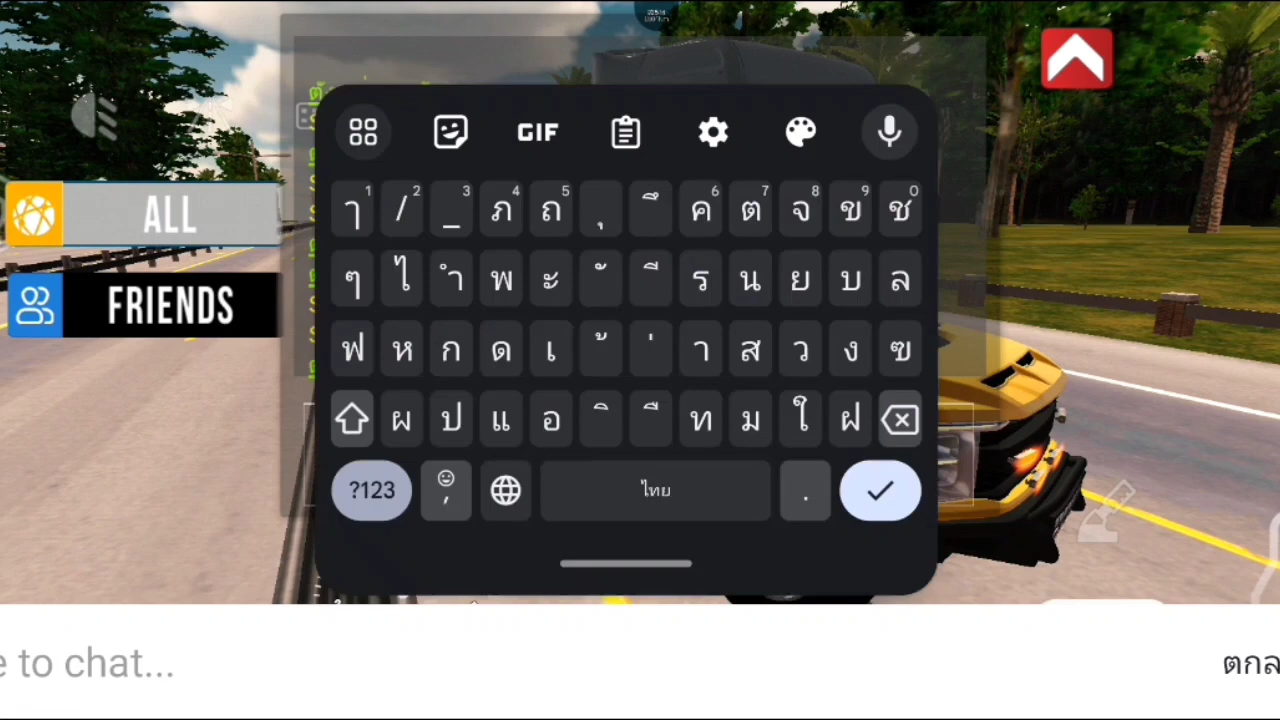 GIF
ๅ 1 / 2 _ 3 ภ 4 ถ 5 ุ ึ ค 6 ต 7 จ 8 ข 9 ช 0
ALL
ๆ ไ ำ พ ะ ั ี ร น ย บ ล
FRIENDS
ฟ ห ก ด เ ้ ่ า ส ว ง ฃ
ผ ป แ อ ิ ื ท ม ใ ฝ
?123 , ไทย .
e to chat...
ตกล